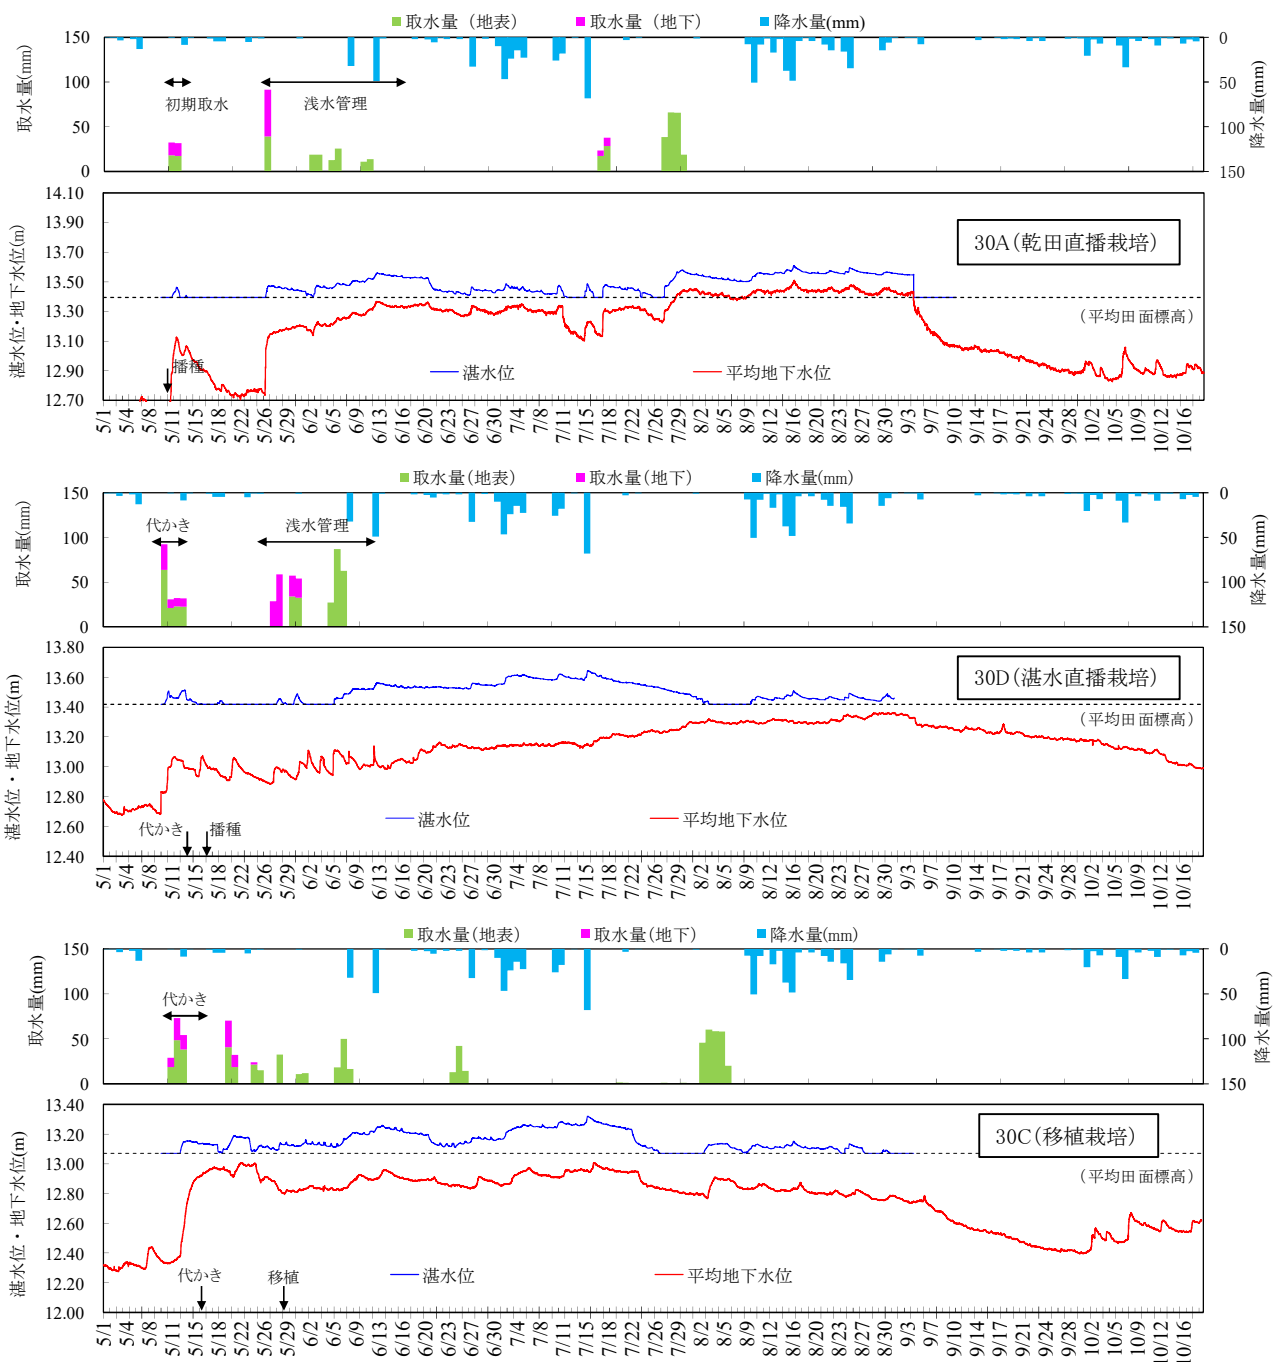 取水量（地表） 取水量（地下） 降水量(mm)
取水量(mm)
150
100
50
0
初期取水 浅水管理
0
50
100
150
降水量(mm)
湛水位・地下水位(m)
14.10
13.90
13.70
13.50
13.30
13.10
12.90
12.70
30A(乾田直播栽培)
(平均田面標高)
播種
湛水位 平均地下水位
5/1 5/4 5/8 5/11 5/15 5/18 5/22 5/26 5/29 6/2 6/5 6/9 6/13 6/16 6/20 6/23 6/27 6/30 7/4 7/8 7/11 7/15 7/18 7/22 7/26 7/29 8/2 8/5 8/9 8/12 8/16 8/20 8/23 8/27 8/30 9/3 9/7 9/10 9/14 9/17 9/21 9/24 9/28 10/2 10/5 10/9 10/12 10/16
取水量(地表) 取水量(地下) 降水量(mm)
取水量(mm)
150
100
50
0
代かき 浅水管理
0
50
100
150
降水量(mm)
湛水位・地下水位(m)
13.80
13.60
13.40
13.20
13.00
12.80
12.60
12.40
30D(湛水直播栽培)
(平均田面標高)
湛水位 平均地下水位
代かき 播種
5/1 5/4 5/8 5/11 5/15 5/18 5/22 5/26 5/29 6/2 6/5 6/9 6/13 6/16 6/20 6/23 6/27 6/30 7/4 7/8 7/11 7/15 7/18 7/22 7/26 7/29 8/2 8/5 8/9 8/12 8/16 8/20 8/23 8/27 8/30 9/3 9/7 9/10 9/14 9/17 9/21 9/24 9/28 10/2 10/5 10/9 10/12 10/16
取水量(地表) 取水量(地下) 降水量(mm)
取水量(mm)
150
100
50
0
代かき
0
50
100
150
降水量(mm)
湛水位・地下水位(m)
13.40
13.20
13.00
12.80
12.60
12.40
12.20
12.00
30C(移植栽培)
(平均田面標高)
代かき 移植 湛水位 平均地下水位
5/1 5/4 5/8 5/11 5/15 5/18 5/22 5/26 5/29 6/2 6/5 6/9 6/13 6/16 6/20 6/23 6/27 6/30 7/4 7/8 7/11 7/15 7/18 7/22 7/26 7/29 8/2 8/5 8/9 8/12 8/16 8/20 8/23 8/27 8/30 9/3 9/7 9/10 9/14 9/17 9/21 9/24 9/28 10/2 10/5 10/9 10/12 10/16